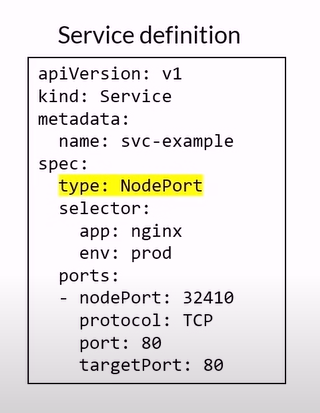 Service definition
apiVersion: v1
kind: Service
metadata:
  name: svc-example
spec:
  type: NodePort
  selector:
    app: nginx
    env: prod
  ports:
  - nodePort: 32410
    protocol: TCP
    port: 80
    targetPort: 80